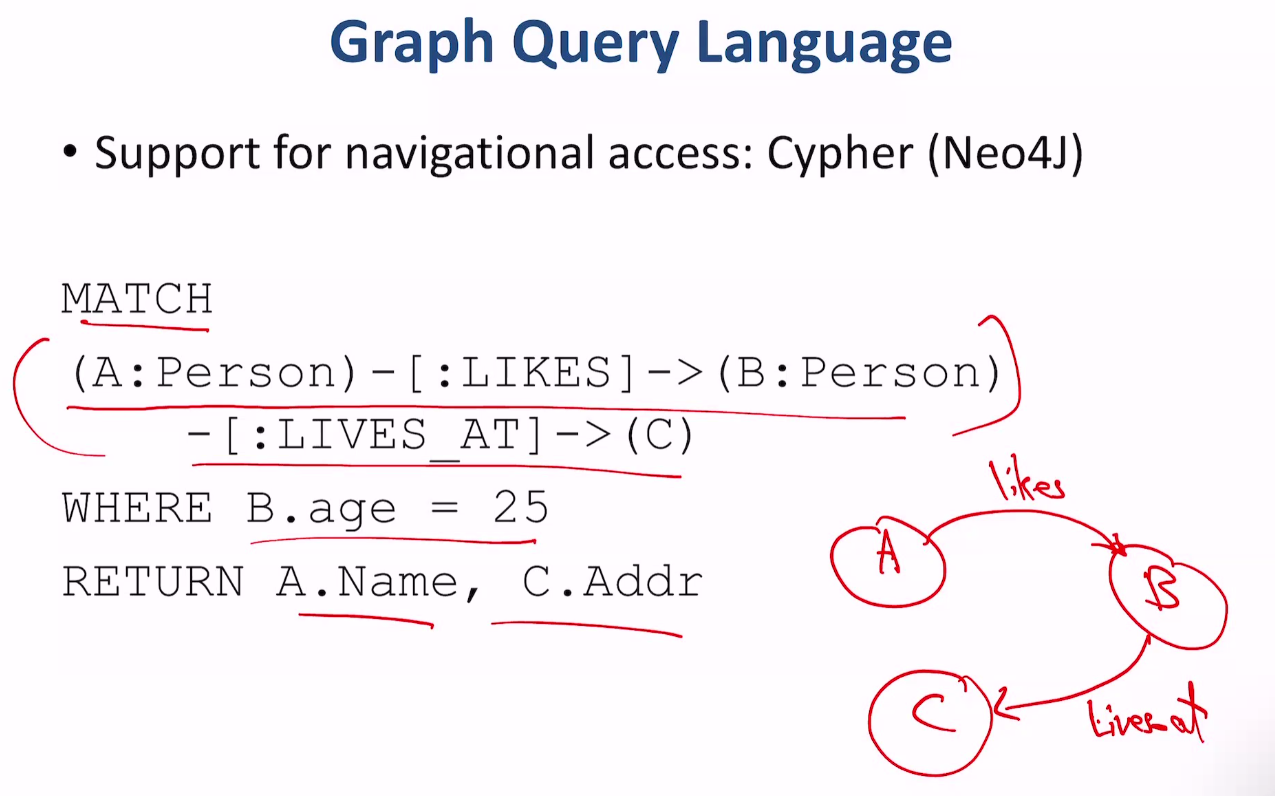 Graph Query Language
• Support for navigational access: Cypher (Neo4J)
MATCH
(A:Person)-[:LIKES]->(B:Person)
-[:LIVES_AT]->(C)
WHERE B.age = 25
RETURN A.Name, C.Addr
likes
A
B
C
Lives-at